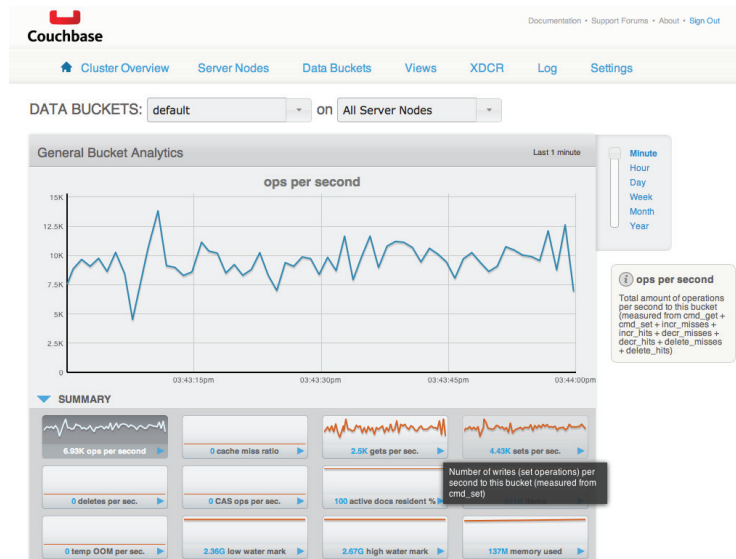 Documentation • Support Forums • About • Sign Out
Couchbase
Cluster Overview Server Nodes Data Buckets Views XDCR Log Settings
DATA BUCKETS: default on All Server Nodes
General Bucket Analytics Last 1 minute
Minute
Hour
Day
Week
Month
Year
ops per second
15K
12.5K
10K
7.5K
5K
2.5K
0
03:43:15pm 03:43:30pm 03:43:45pm 03:44:00pm
i ops per second
Total amount of operations
per second to this bucket
(measured from cmd_get +
cmd_set + incr_misses +
incr_hits + decr_misses +
decr_hits + delete_misses
+ delete_hits)
SUMMARY
6.93K ops per second 0 cache miss ratio 2.5K gets per sec. 4.43K sets per sec.
Number of writes (set operations) per
second to this bucket (measured from
cmd_set)
0 deletes per sec. 0 CAS ops per sec. 100 active docs resident %
0 temp OOM per sec. 2.36G low water mark 2.67G high water mark 137M memory used